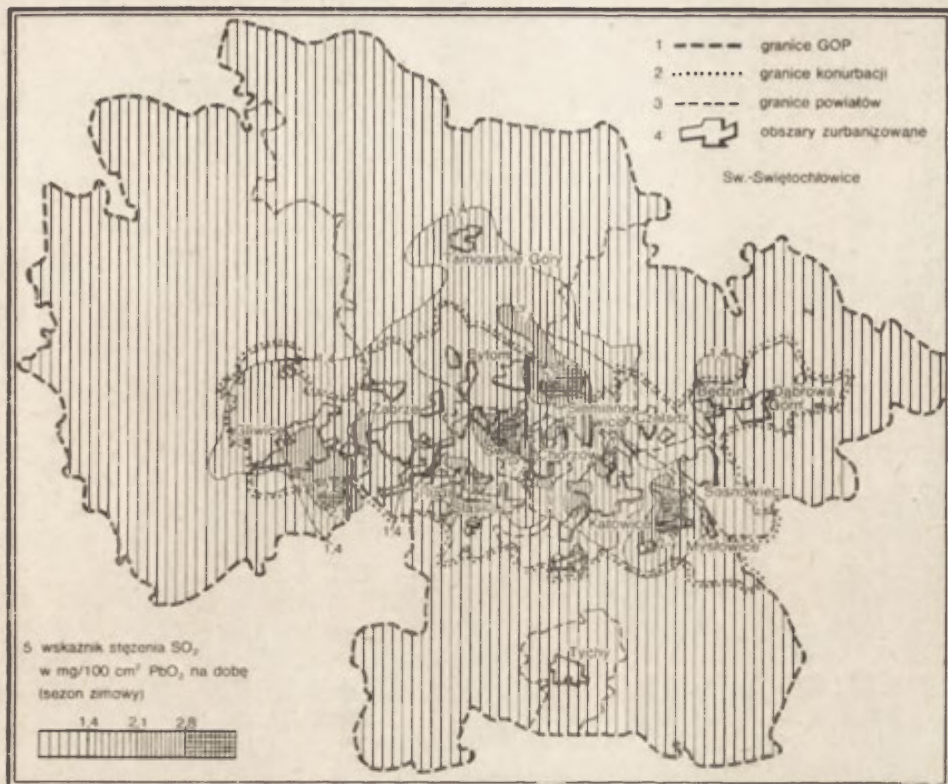 1 granice GOP
2 granice konurbacji
3 granice powiatów
4 obszary zurbanizowane
Sw.-Swiętochłowice
Tarnowskie Góry
1,4
Bytom
Będzin
Dąbrowa
Zabrze
Siemiano-
Gliwice
Chorzów
Sosnowiec
Katowice
Mysłowice
1,4
1,4
Tychy
5 wskaźnik stężenia SO₂
w mg/100 cm² PbO₂ na dobę
(sezon zimowy)
1,4 2,1 2,8